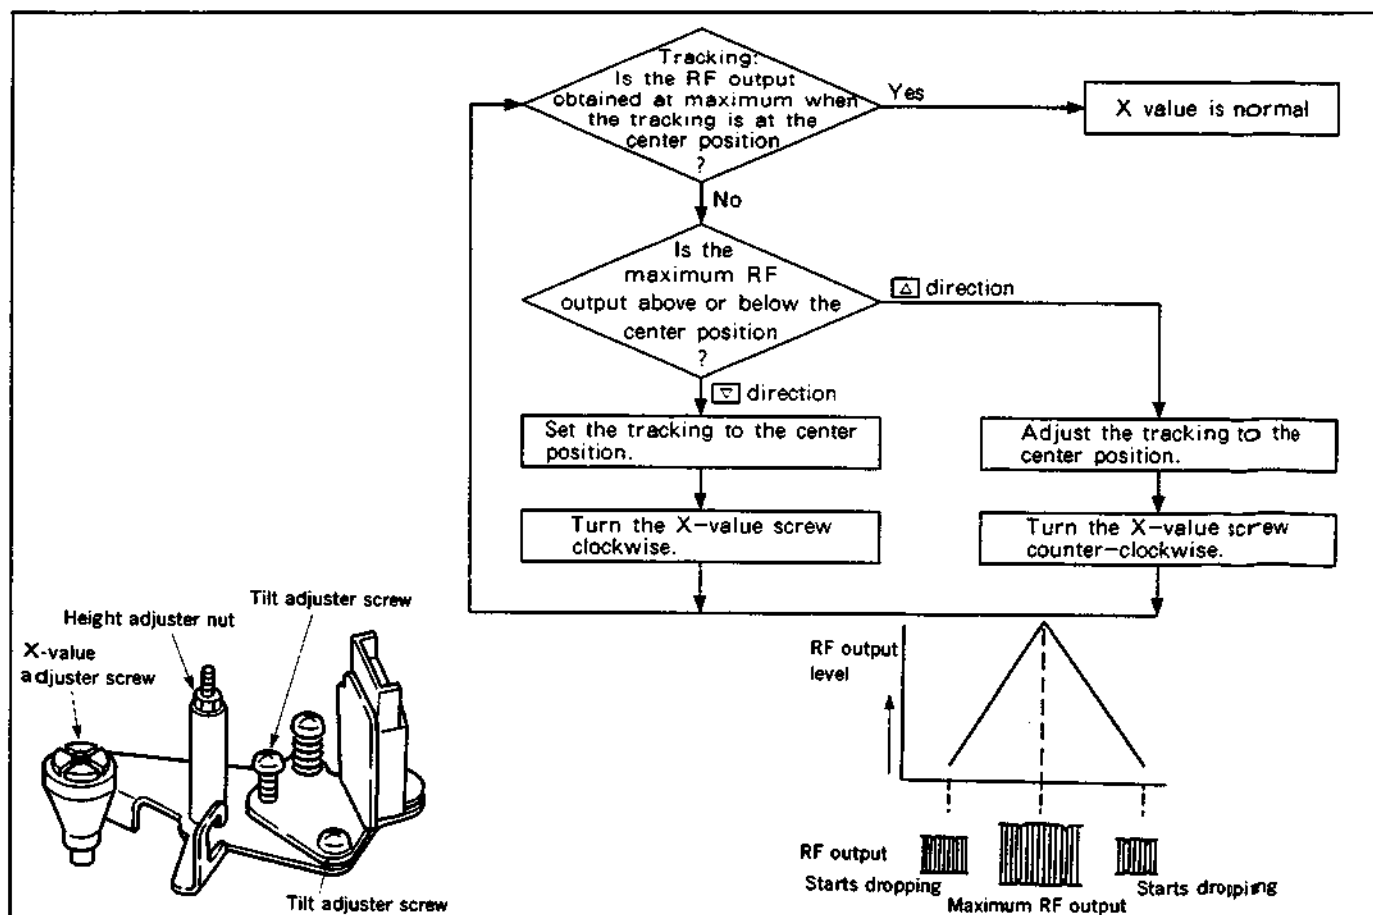 Tracking:
Is the RF output
obtained at maximum when
the tracking is at the
center position
?
Yes
X value is normal
No
Is the
maximum RF
output above or below the
center position
?
△ direction
▽ direction
Set the tracking to the center
position.
Adjust the tracking to the
center position.
Turn the X-value screw
clockwise.
Turn the X-value screw
counter-clockwise.
Tilt adjuster screw
Height adjuster nut
X-value
adjuster screw
Tilt adjuster screw
RF output
level
RF output
Starts dropping
Maximum RF output
Starts dropping